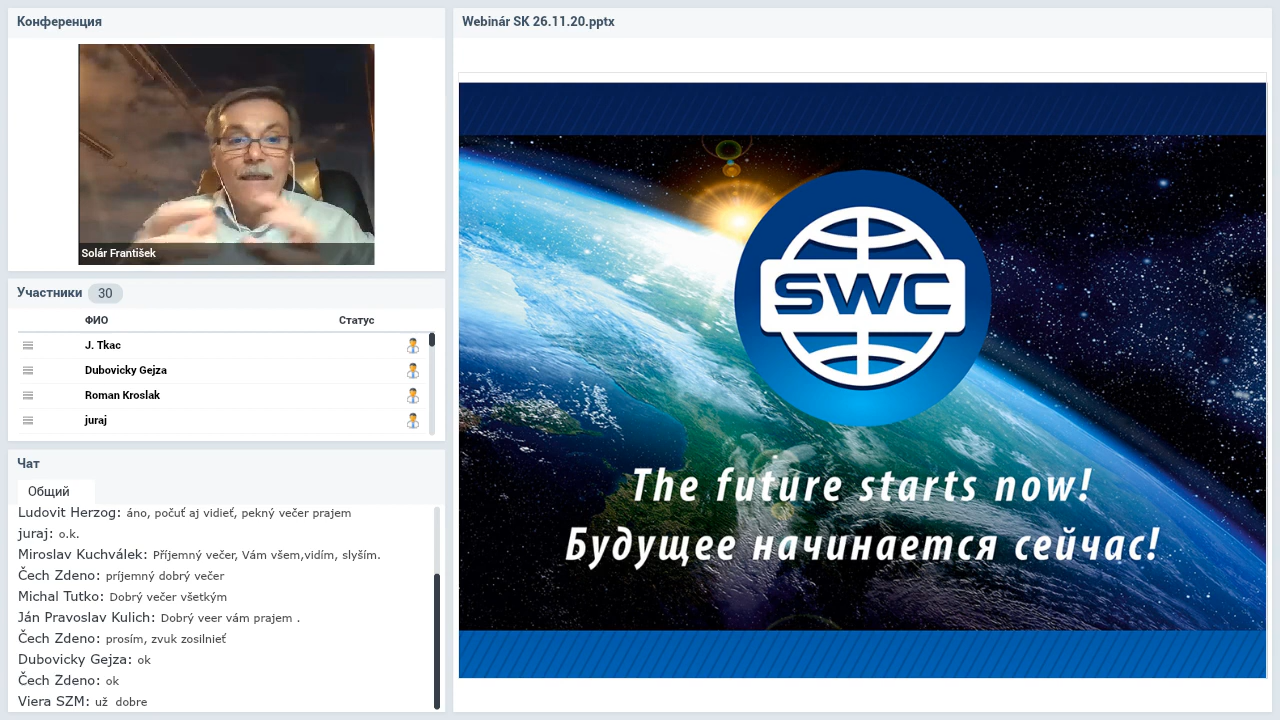 Конференция
Solár František
Участники 30
ФИО Статус
J. Tkac
Dubovicky Gejza
Roman Kroslak
juraj
Чат
Общий
Ludovit Herzog: áno, počuť aj vidieť, pekný večer prajem
juraj: o.k.
Miroslav Kuchválek: Příjemný večer, Vám všem,vidím, slyším.
Čech Zdeno: príjemný dobrý večer
Michal Tutko: Dobrý večer všetkým
Ján Pravoslav Kulich: Dobrý veer vám prajem .
Čech Zdeno: prosím, zvuk zosilnieť
Dubovicky Gejza: ok
Čech Zdeno: ok
Viera SZM: už  dobre
Webinár SK 26.11.20.pptx
SWC
The future starts now!
Будущее начинается сейчас!